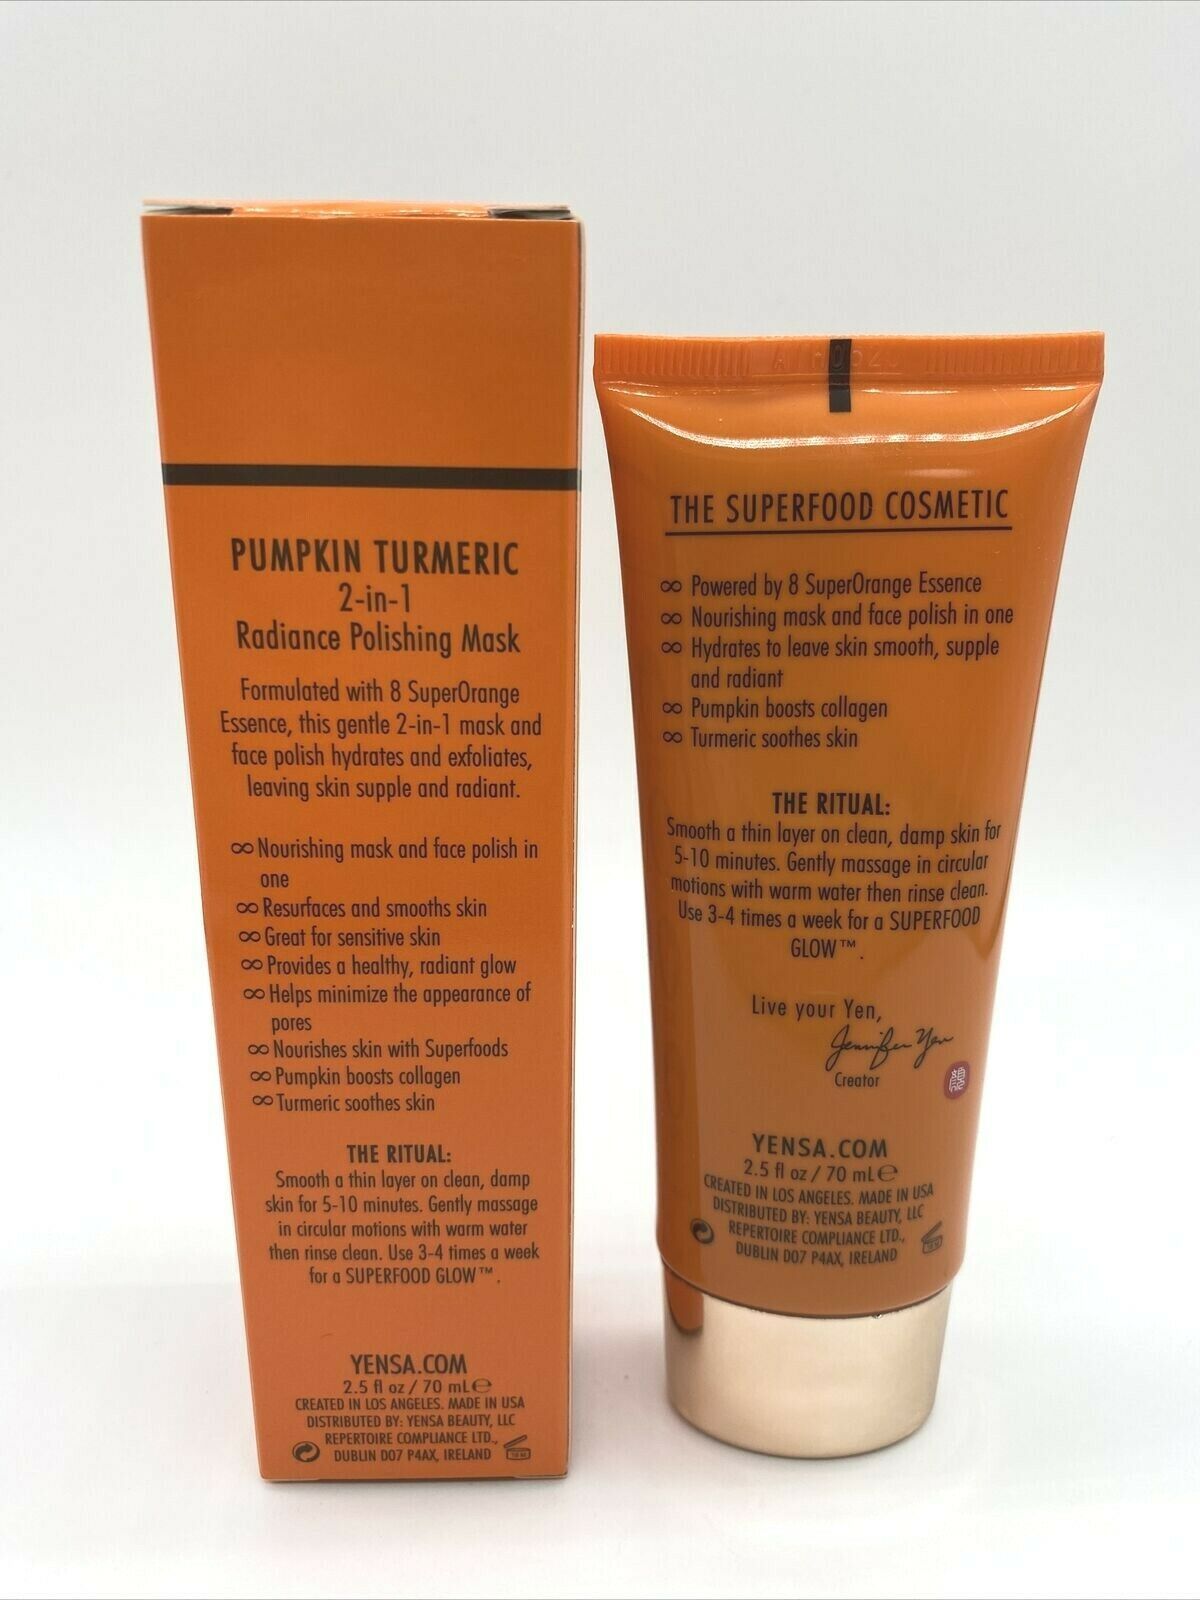 PUMPKIN TURMERIC
2-in-1
Radiance Polishing Mask
Formulated with 8 SuperOrange
Essence, this gentle 2-in-1 mask and
face polish hydrates and exfoliates,
leaving skin supple and radiant.
∞ Nourishing mask and face polish in
one
∞ Resurfaces and smooths skin
∞ Great for sensitive skin
∞ Provides a healthy, radiant glow
∞ Helps minimize the appearance of
pores
∞ Nourishes skin with Superfoods
∞ Pumpkin boosts collagen
∞ Turmeric soothes skin
THE RITUAL:
Smooth a thin layer on clean, damp
skin for 5-10 minutes. Gently massage
in circular motions with warm water
then rinse clean. Use 3-4 times a week
for a SUPERFOOD GLOW™.
YENSA.COM
2.5 fl oz / 70 mL℮
CREATED IN LOS ANGELES. MADE IN USA
DISTRIBUTED BY: YENSA BEAUTY, LLC
REPERTOIRE COMPLIANCE LTD.,
DUBLIN D07 P4AX, IRELAND
THE SUPERFOOD COSMETIC
∞ Powered by 8 SuperOrange Essence
∞ Nourishing mask and face polish in one
∞ Hydrates to leave skin smooth, supple
and radiant
∞ Pumpkin boosts collagen
∞ Turmeric soothes skin
THE RITUAL:
Smooth a thin layer on clean, damp skin for
5-10 minutes. Gently massage in circular
motions with warm water then rinse clean.
Use 3-4 times a week for a SUPERFOOD
GLOW™.
Live your Yen,
Jennifer Yen
Creator
YENSA.COM
2.5 fl oz / 70 mL℮
CREATED IN LOS ANGELES. MADE IN USA
DISTRIBUTED BY: YENSA BEAUTY, LLC
REPERTOIRE COMPLIANCE LTD.,
DUBLIN D07 P4AX, IRELAND